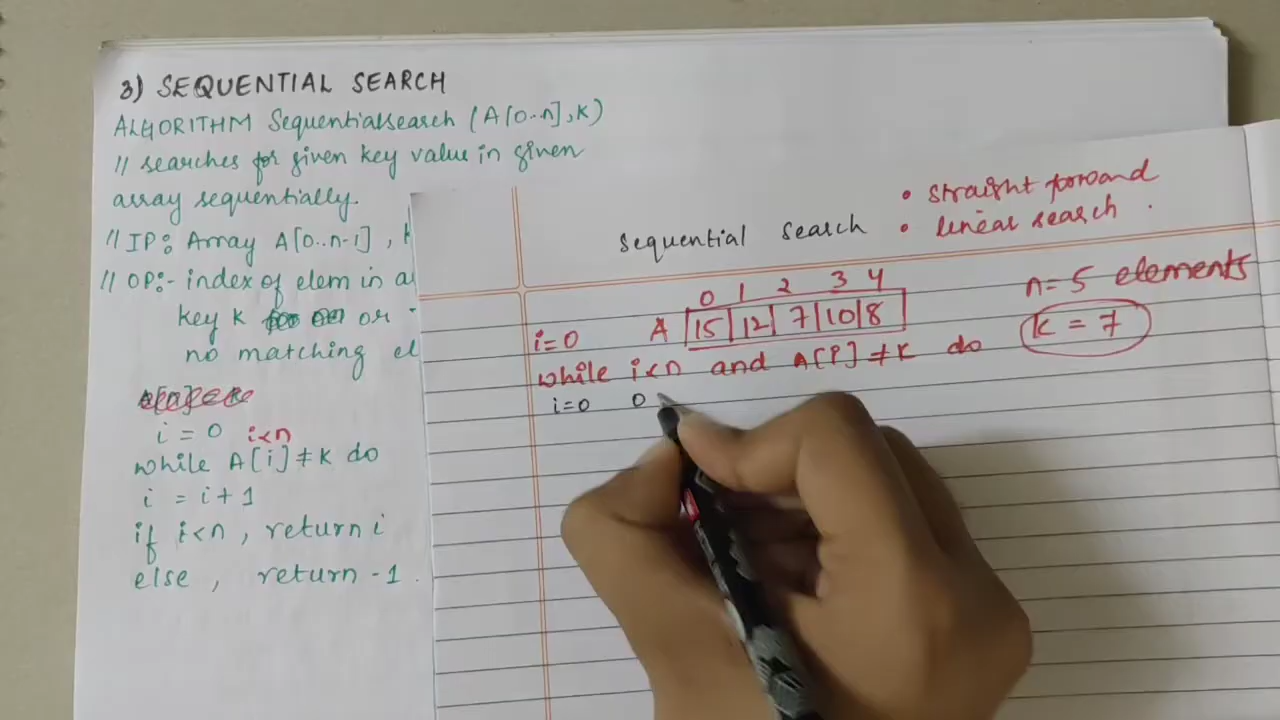 3) SEQUENTIAL SEARCH
ALGORITHM Sequentialsearch (A[0..n], K)
// searches for given key value in given
array sequentially.
// IP: Array A[0..n-1] ,
// OP:- index of elem in a
key K or
no matching el
i = 0 i<n
while A[i] ≠ K do
i = i+1
if i<n , return i
else , return -1 .
• straight forward
sequential search • linear search .
0 1 2 3 4
n=5 elements
i=0 A 15 12 7 10 8
k = 7
while i<n and A[i] ≠ K do
i=0 0